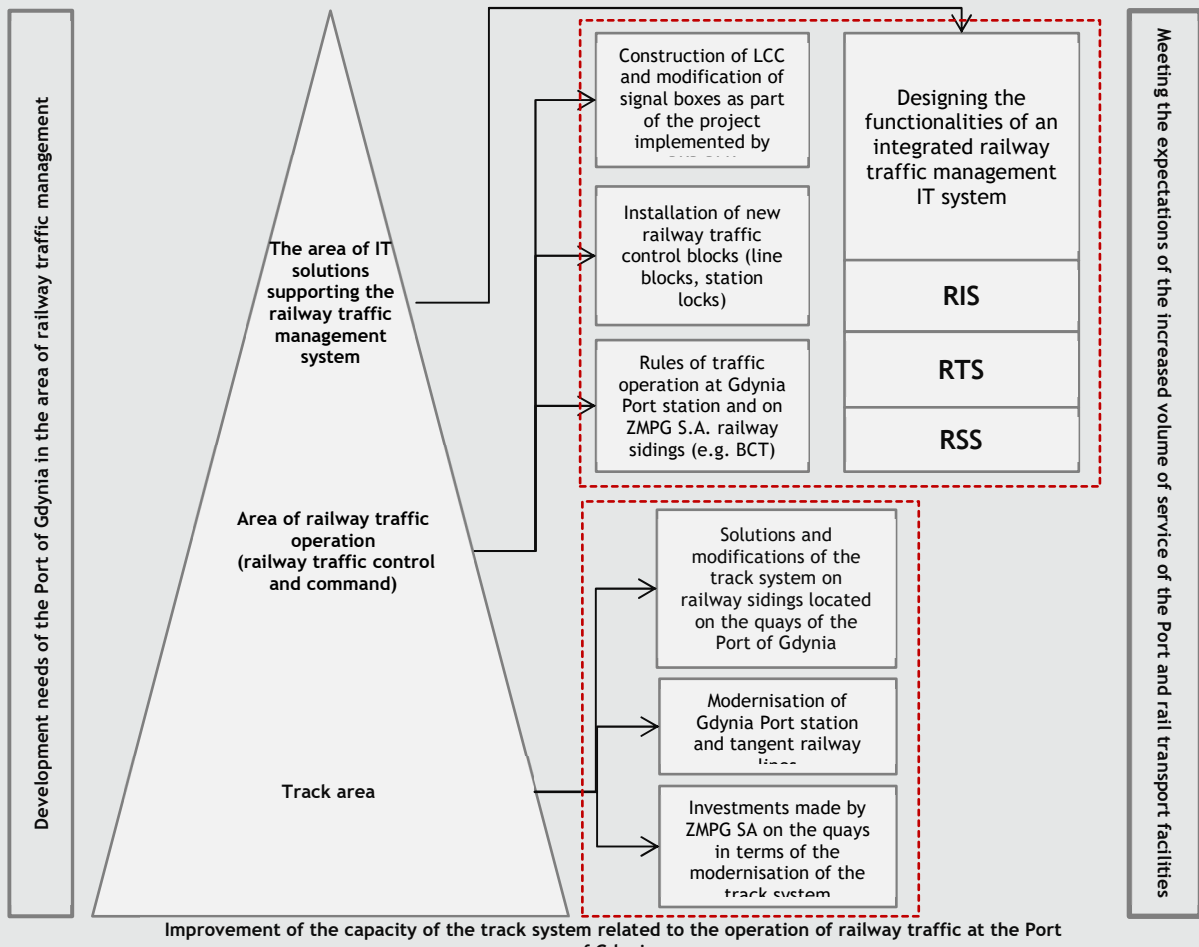 Development needs of the Port of Gdynia in the area of railway traffic management
The area of IT
solutions
supporting the
railway traffic
management
system
Area of railway traffic
operation
(railway traffic control
and command)
Track area
Construction of LCC
and modification of
signal boxes as part
of the project
implemented by
Installation of new
railway traffic
control blocks (line
blocks, station
locks)
Rules of traffic
operation at Gdynia
Port station and on
ZMPG S.A. railway
sidings (e.g. BCT)
Designing the
functionalities of an
integrated railway
traffic management
IT system
RIS
RTS
RSS
Solutions and
modifications of the
track system on
railway sidings located
on the quays of the
Port of Gdynia
Modernisation of
Gdynia Port station
and tangent railway
lines
Investments made by
ZMPG SA on the quays
in terms of the
modernisation of the
track system
Meeting the expectations of the increased volume of service of the Port and rail transport facilities
Improvement of the capacity of the track system related to the operation of railway traffic at the Port
of Gdynia